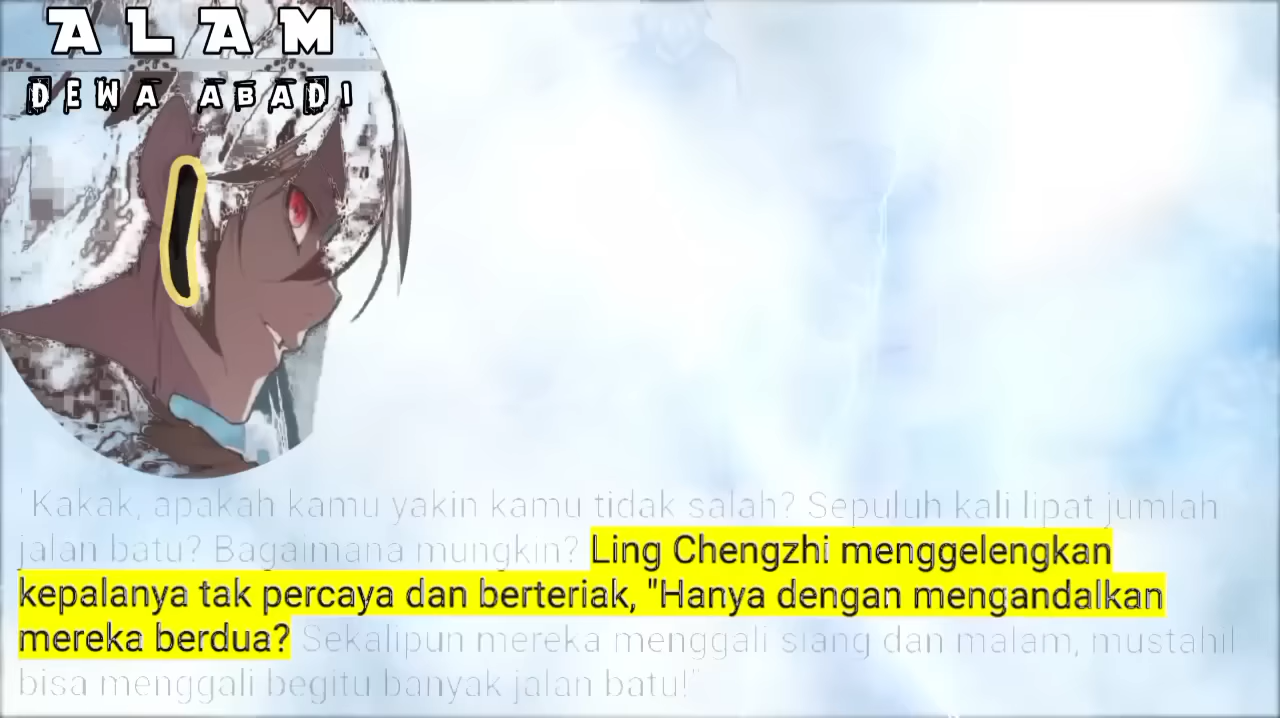 ALAM
DEWA ABADI
"Kakak, apakah kamu yakin kamu tidak salah? Sepuluh kali lipat jumlah
jalan batu? Bagaimana mungkin? Ling Chengzhi menggelengkan
kepalanya tak percaya dan berteriak, "Hanya dengan mengandalkan
mereka berdua? Sekalipun mereka menggali siang dan malam, mustahil
bisa menggali begitu banyak jalan batu!"